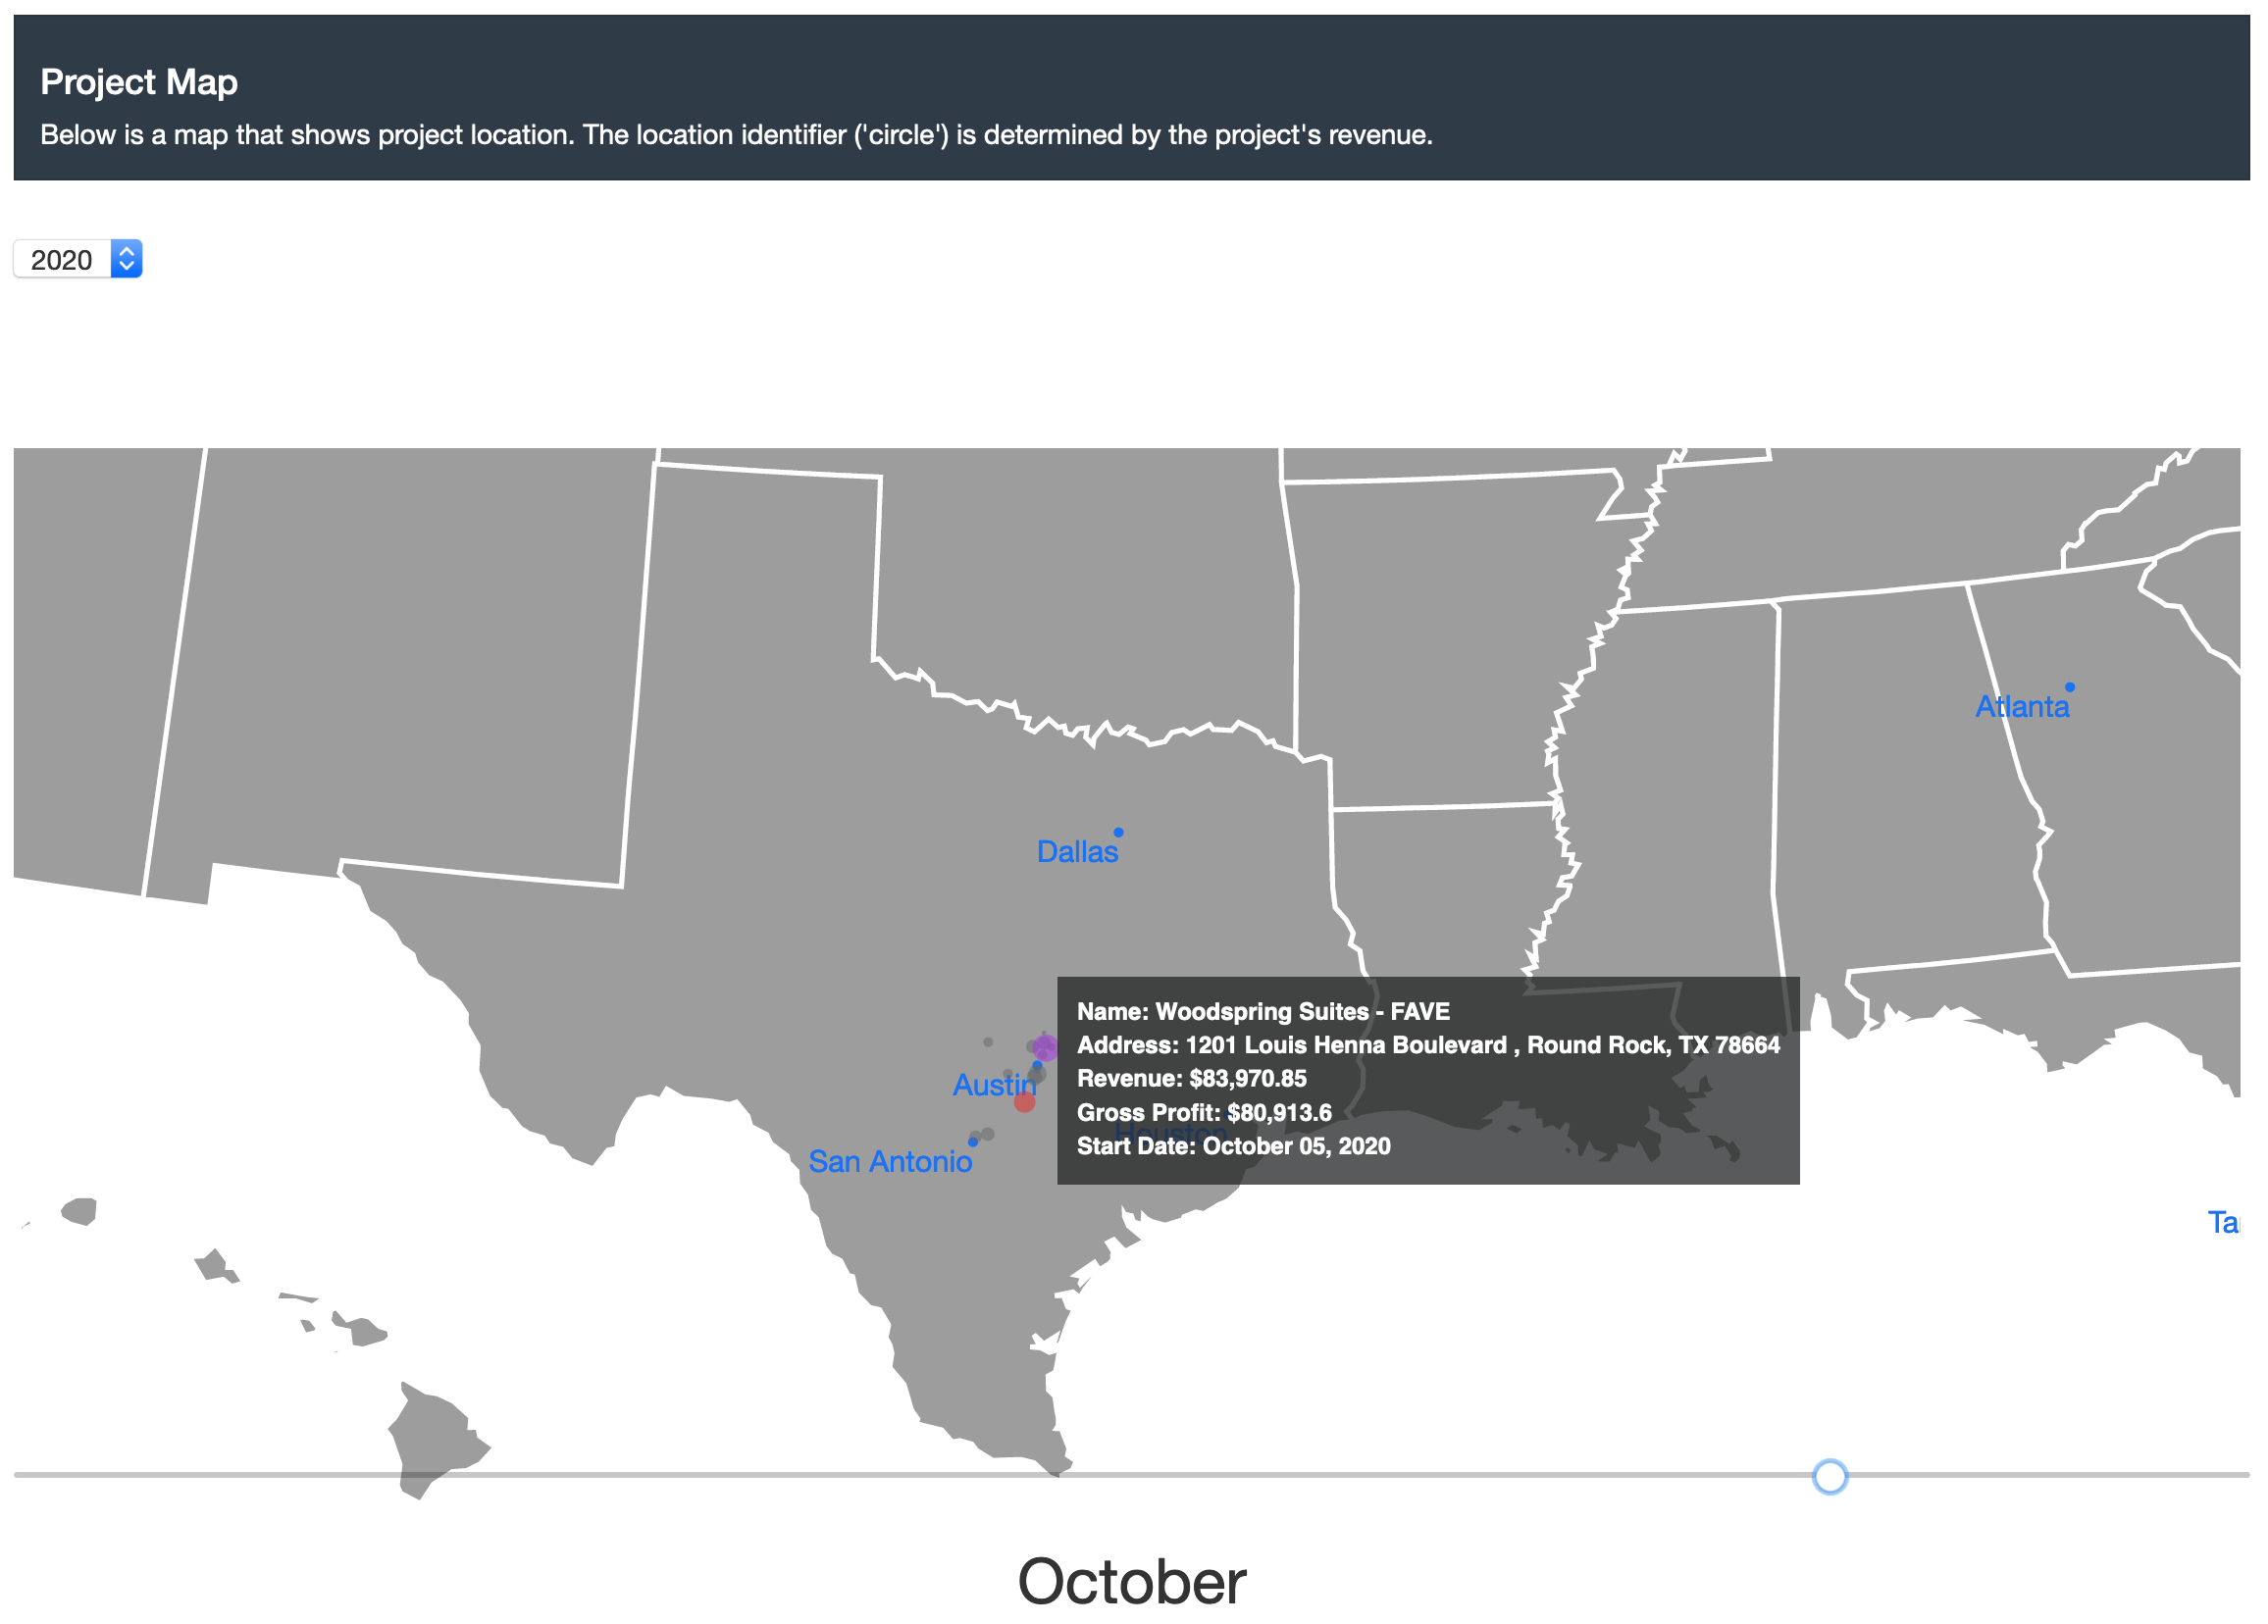 Project Map
Below is a map that shows project location. The location identifier ('circle') is determined by the project's revenue.
2020
Atlanta
Dallas
Name: Woodspring Suites - FAVE
Address: 1201 Louis Henna Boulevard , Round Rock, TX 78664
Revenue: $83,970.85
Gross Profit: $80,913.6
Start Date: October 05, 2020
Austin
Houston
San Antonio
Ta
October